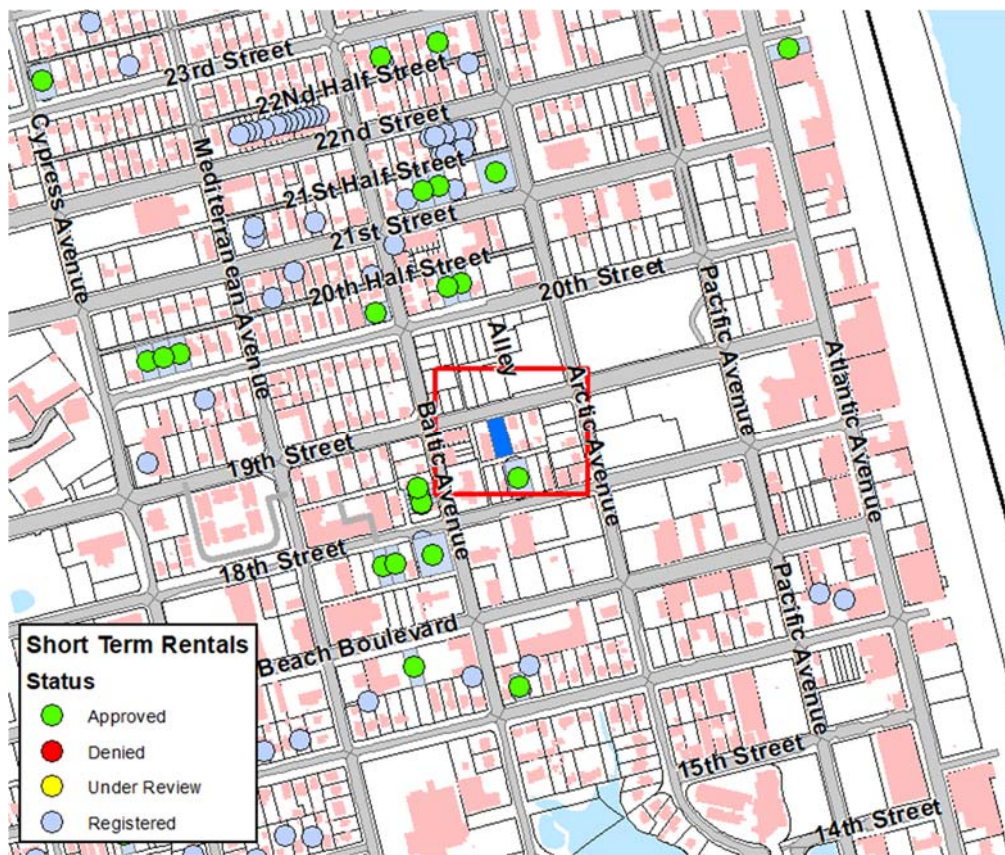 23rd Street
22Nd Half Street
22nd Street
21St Half Street
21st Street
20th Half Street
20th Street
Cypress Avenue
Mediterranean Avenue
Alley
Pacific Avenue
Atlantic Avenue
Arctic Avenue
Baltic Avenue
19th Street
18th Street
Pacific Avenue
Beach Boulevard
15th Street
14th Street
Short Term Rentals
Status
Approved
Denied
Under Review
Registered